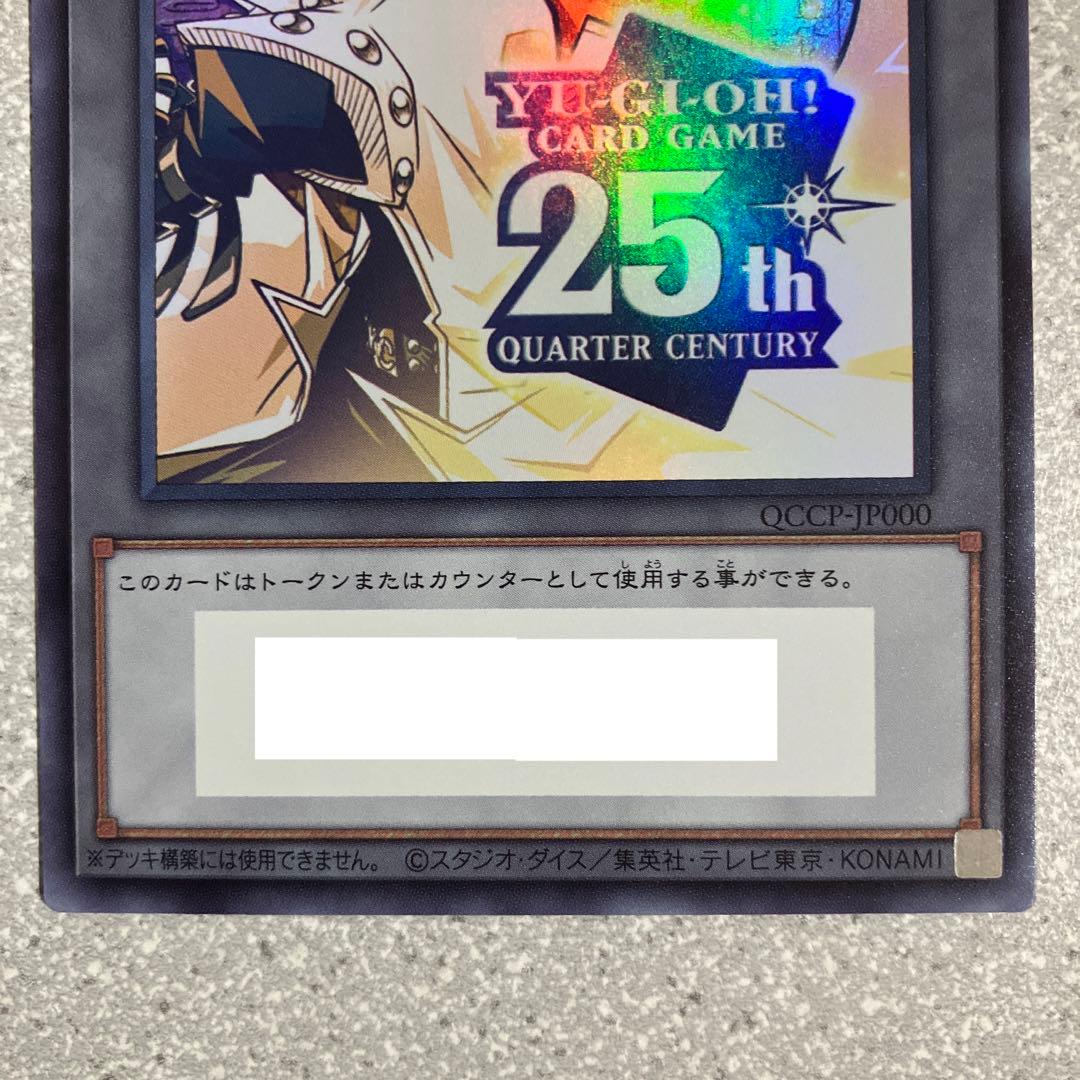 YU-GI-OH!
CARD GAME
25th
QUARTER CENTURY
QCCP-JP000
このカードはトークンまたはカウンターとして使用する事ができる。
※デッキ構築には使用できません。 ©スタジオ・ダイス／集英社・テレビ東京・KONAMI